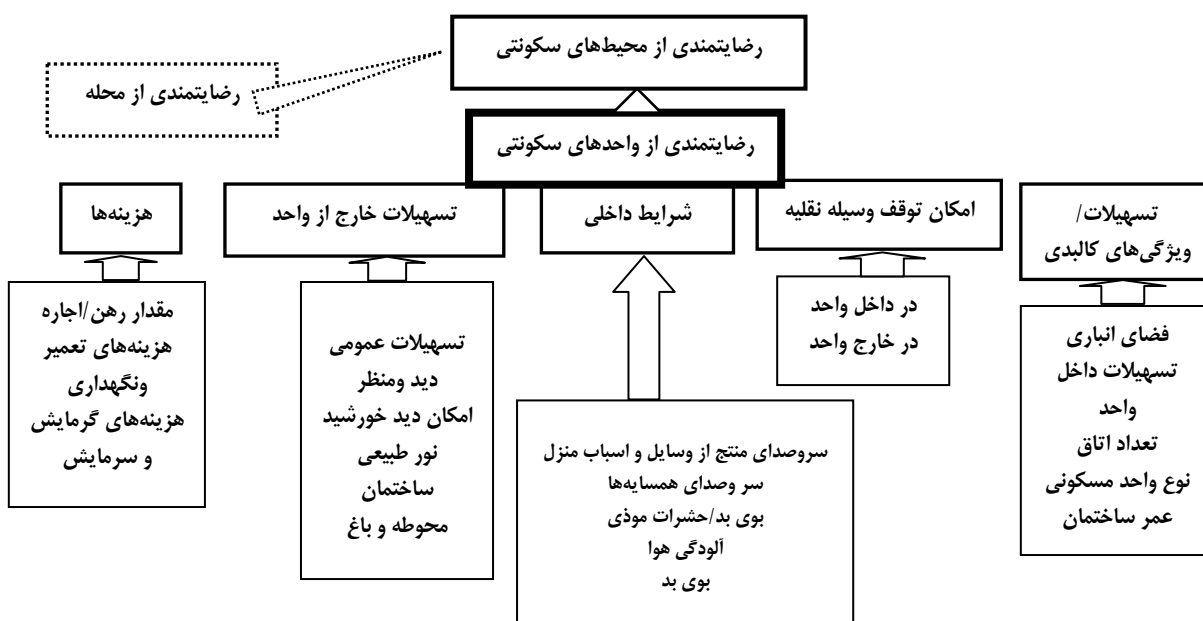 رضایتمندی از محیط‌های سکونتی
رضایتمندی از محله
رضایتمندی از واحدهای سکونتی
تسهیلات/
ویژگی‌های کالبدی
امکان توقف وسیله نقلیه
شرایط داخلی
تسهیلات خارج از واحد
هزینه‌ها
فضای انباری
تسهیلات داخل
واحد
تعداد اتاق
نوع واحد مسکونی
عمر ساختمان
در داخل واحد
در خارج واحد
سروصدای منتج از وسایل و اسباب منزل
سر وصدای همسایه‌ها
بوی بد/حشرات موذی
آلودگی هوا
بوی بد
تسهیلات عمومی
دید ومنظر
امکان دید خورشید
نور طبیعی
ساختمان
محوطه و باغ
مقدار رهن/اجاره
هزینه‌های تعمیر
ونگهداری
هزینه‌های گرمایش
و سرمایش